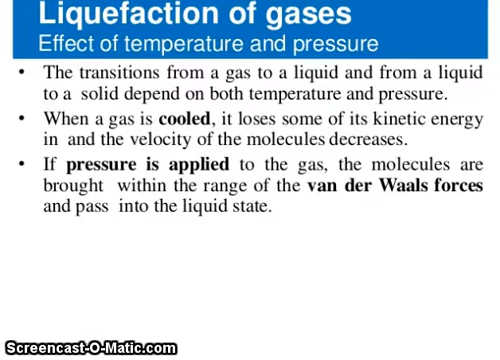 Liquefaction of gases
Effect of temperature and pressure
• The transitions from a gas to a liquid and from a liquid
to a solid depend on both temperature and pressure.
• When a gas is cooled, it loses some of its kinetic energy
in and the velocity of the molecules decreases.
• If pressure is applied to the gas, the molecules are
brought within the range of the van der Waals forces
and pass into the liquid state.
Screencast-O-Matic.com